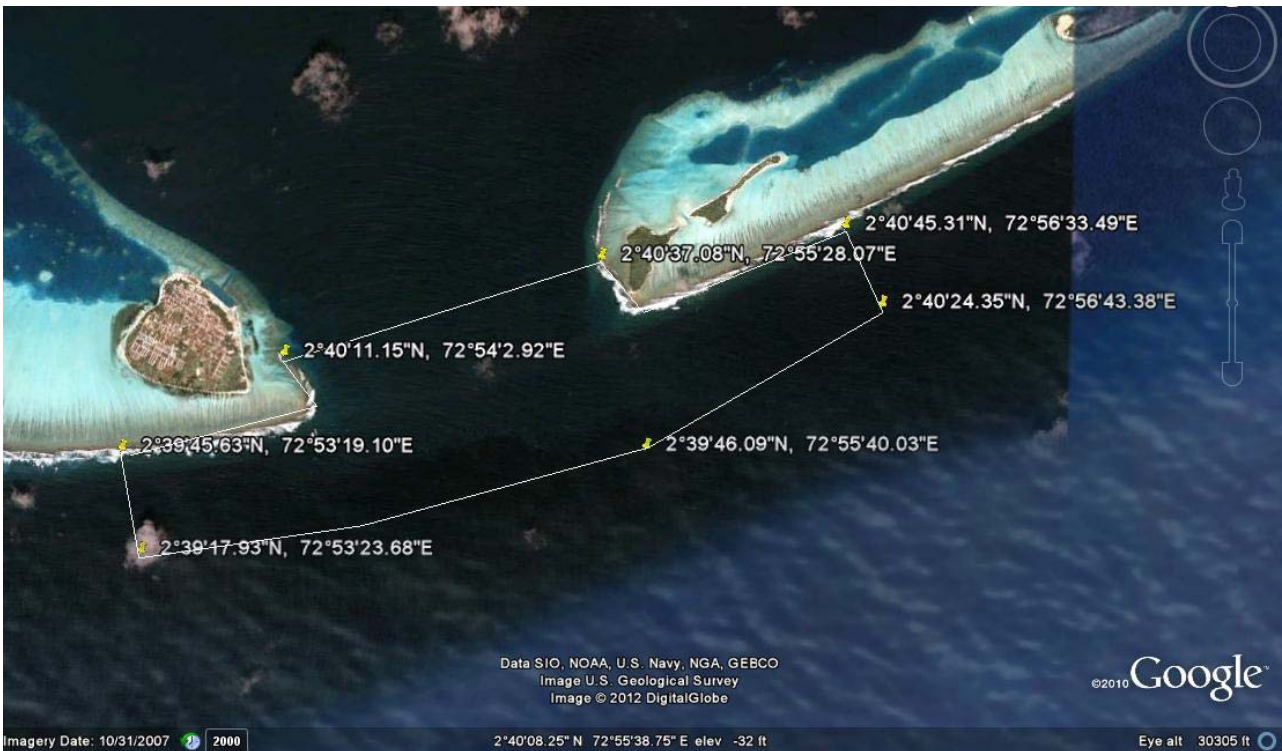 2°40'45.31"N, 72°56'33.49"E
2°40'37.08"N, 72°55'28.07"E
2°40'24.35"N, 72°56'43.38"E
2°40'11.15"N, 72°54'2.92"E
2°39'45.63"N, 72°53'19.10"E
2°39'46.09"N, 72°55'40.03"E
2°39'17.93"N, 72°53'23.68"E
Data SIO, NOAA, U.S. Navy, NGA, GEBCO
Image U.S. Geological Survey
Image © 2012 DigitalGlobe
©2010 Google™
Imagery Date: 10/31/2007 2000 2°40'08.25" N 72°55'38.75" E elev -32 ft Eye alt 30305 ft